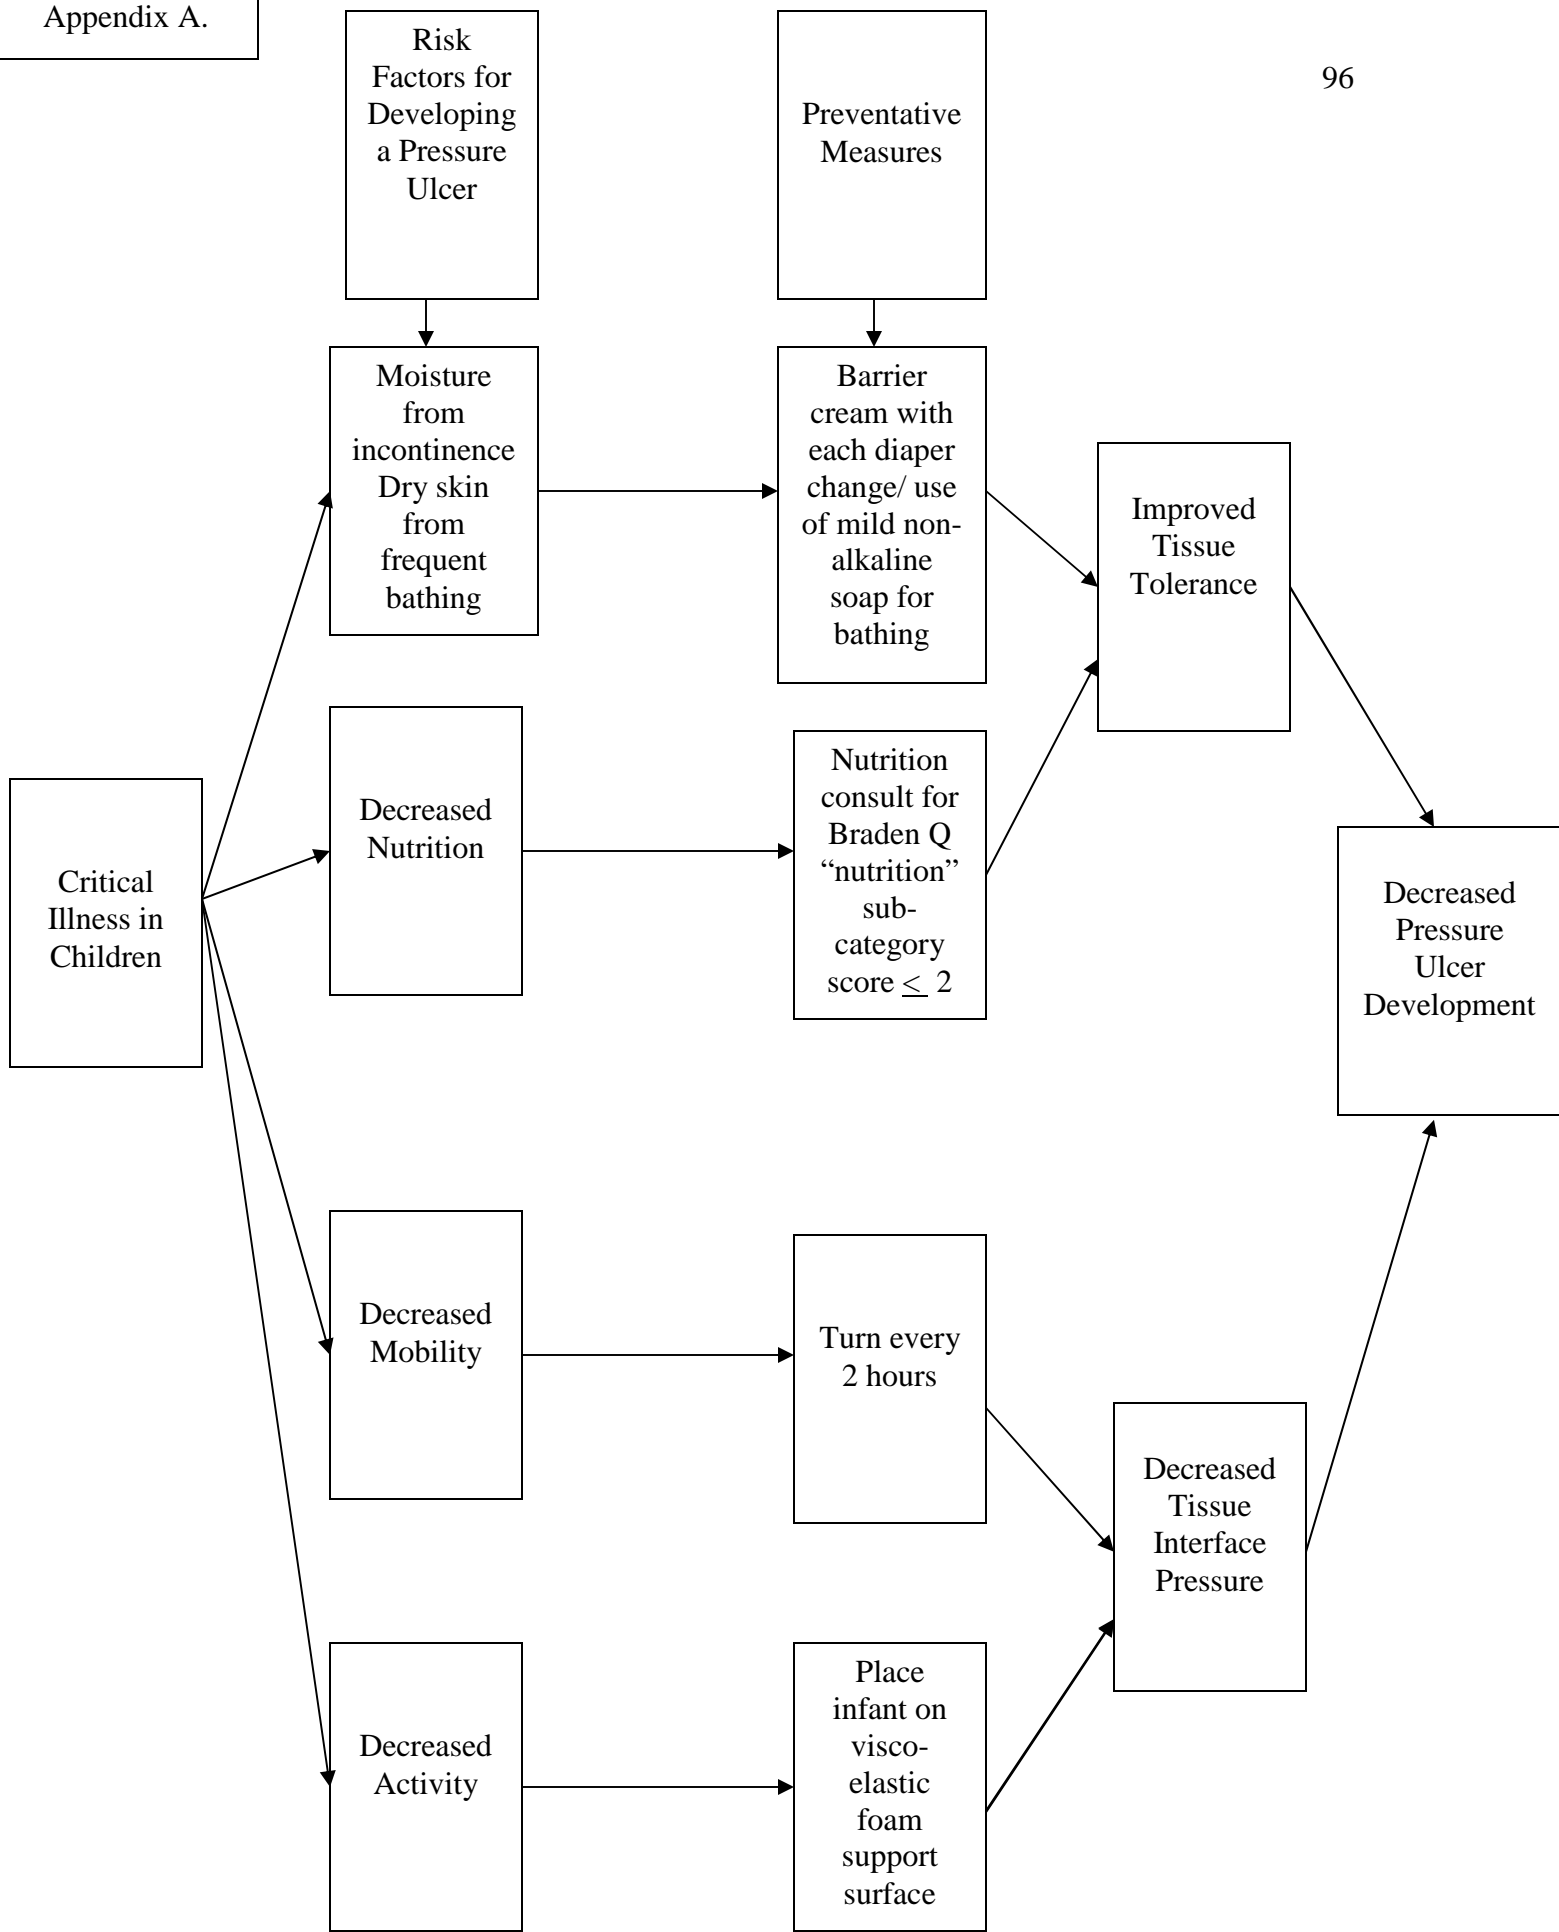 Appendix A.
96
Risk
Factors for
Developing
a Pressure
Ulcer
Preventative
Measures
Moisture
from
incontinence
Dry skin
from
frequent
bathing
Barrier
cream with
each diaper
change/ use
of mild non-
alkaline
soap for
bathing
Improved
Tissue
Tolerance
Critical
Illness in
Children
Decreased
Nutrition
Nutrition
consult for
Braden Q
“nutrition”
sub-
category
score < 2
Decreased
Pressure
Ulcer
Development
Decreased
Mobility
Turn every
2 hours
Decreased
Tissue
Interface
Pressure
Decreased
Activity
Place
infant on
visco-
elastic
foam
support
surface